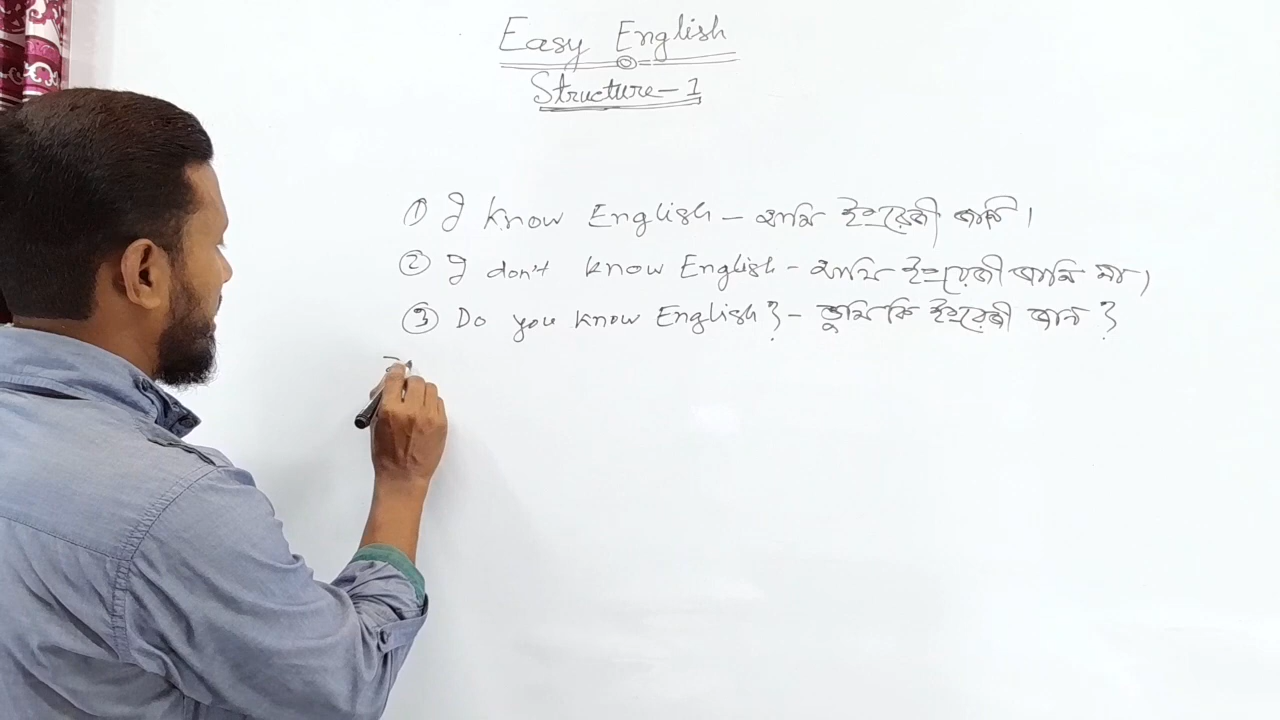 Easy English
Structure-1
① I know English - আমি ইংরেজী জানি।
② I don't know English - আমি ইংরেজী জানি না।
③ Do you know English? - তুমি কি ইংরেজী জান?